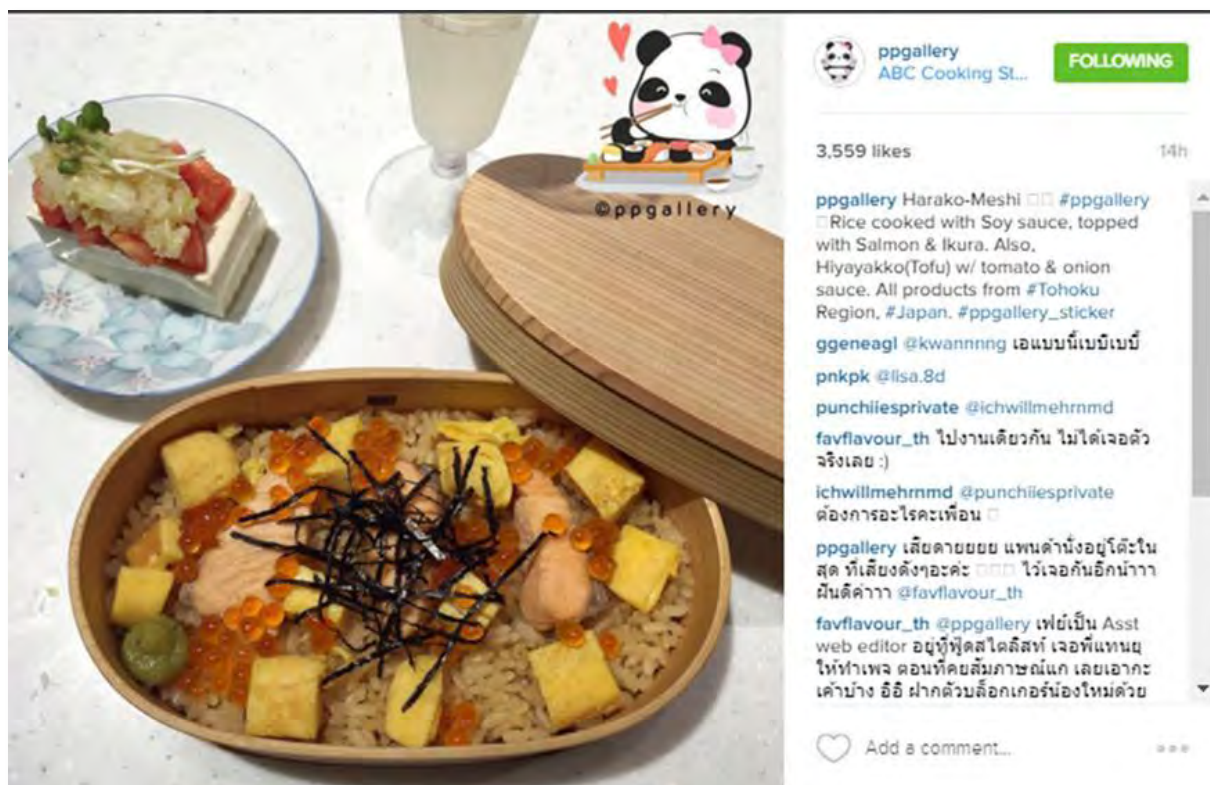 ©ppgallery
ppgallery
ABC Cooking St...
FOLLOWING
3,559 likes
14h
ppgallery Harako-Meshi #ppgallery
Rice cooked with Soy sauce, topped
with Salmon & Ikura. Also,
Hiyayakko(Tofu) w/ tomato & onion
sauce. All products from #Tohoku
Region, #Japan. #ppgallery_sticker
ggeneagl @kwannnng เอแบบนี้เบบีเบบี้
pnkpk @lisa.8d
punchiiesprivate @ichwillmehrnmd
favflavour_th ไปงานเดียวกัน ไม่ได้เจอตัว
จริงเลย :)
ichwillmehrnmd @punchiiesprivate
ต้องการอะไรคะเพื่อน
ppgallery เสียดายยยย แพนด้านั่งอยู่โต๊ะใน
สุด ที่เสียงดังๆอะค่ะ ไว้เจอกันอีกน้าาา
ฝันดีค่าาา @favflavour_th
favflavour_th @ppgallery เฟย์เป็น Asst
web editor อยู่ที่ฟู้ดสไตลิสท์ เจอพี่แทนยุ
ให้ทำเพจ ตอนที่คยสัมภาษณ์แก เลยเอากะ
เค้าบ้าง อิอิ ฝากตัวบล็อกเกอร์น้องใหม่ด้วย
Add a comment...